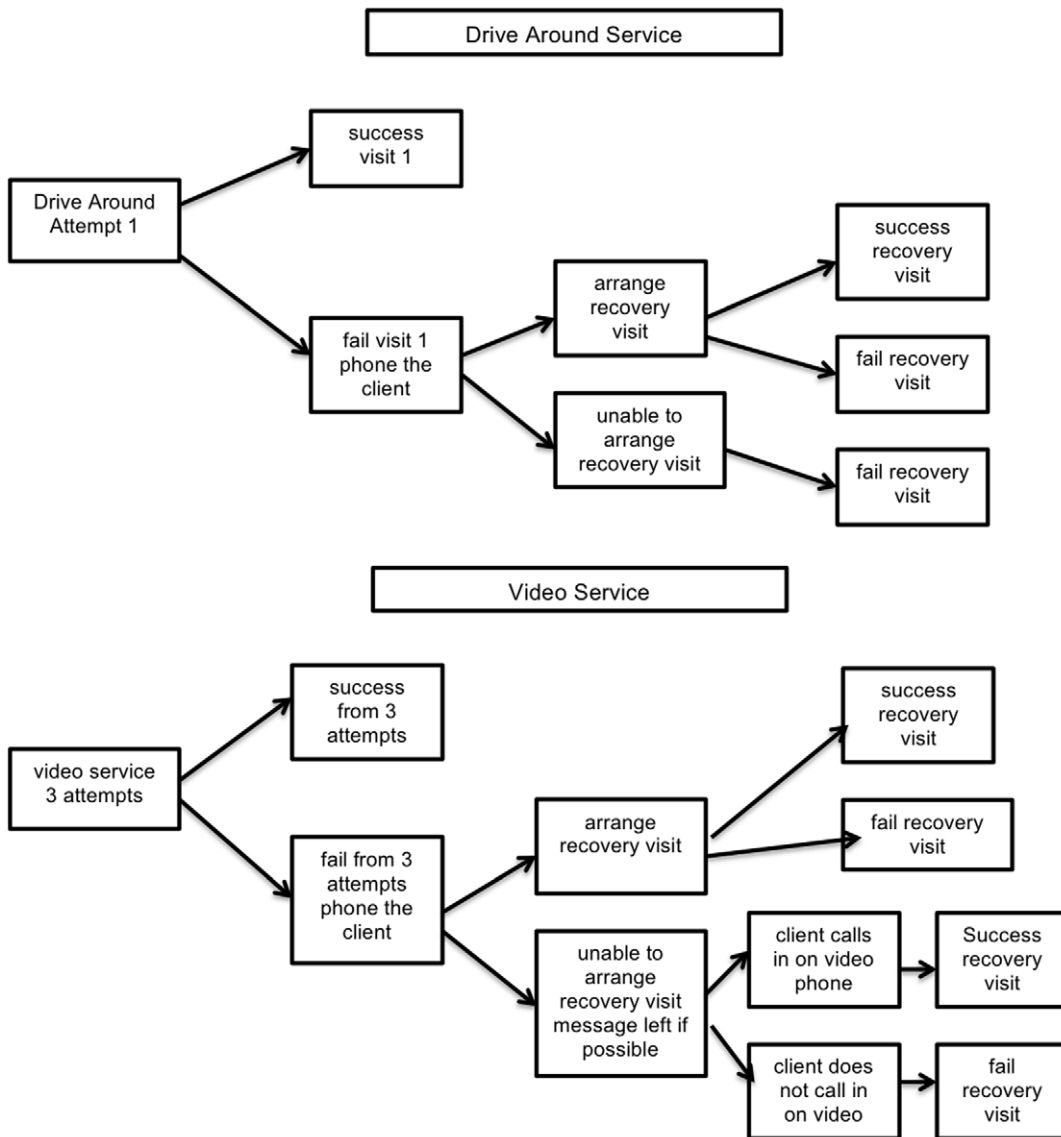 Drive Around Service
success
visit 1
Drive Around
Attempt 1
success
recovery
visit
arrange
recovery
visit
fail visit 1
phone the
client
fail recovery
visit
unable to
arrange
recovery visit
fail recovery
visit
Video Service
success
from 3
attempts
success
recovery
visit
video service
3 attempts
arrange
recovery visit
fail recovery
visit
fail from 3
attempts
phone the
client
unable to
arrange
recovery visit
message left if
possible
client calls
in on video
phone
Success
recovery
visit
client does
not call in
on video
fail
recovery
visit